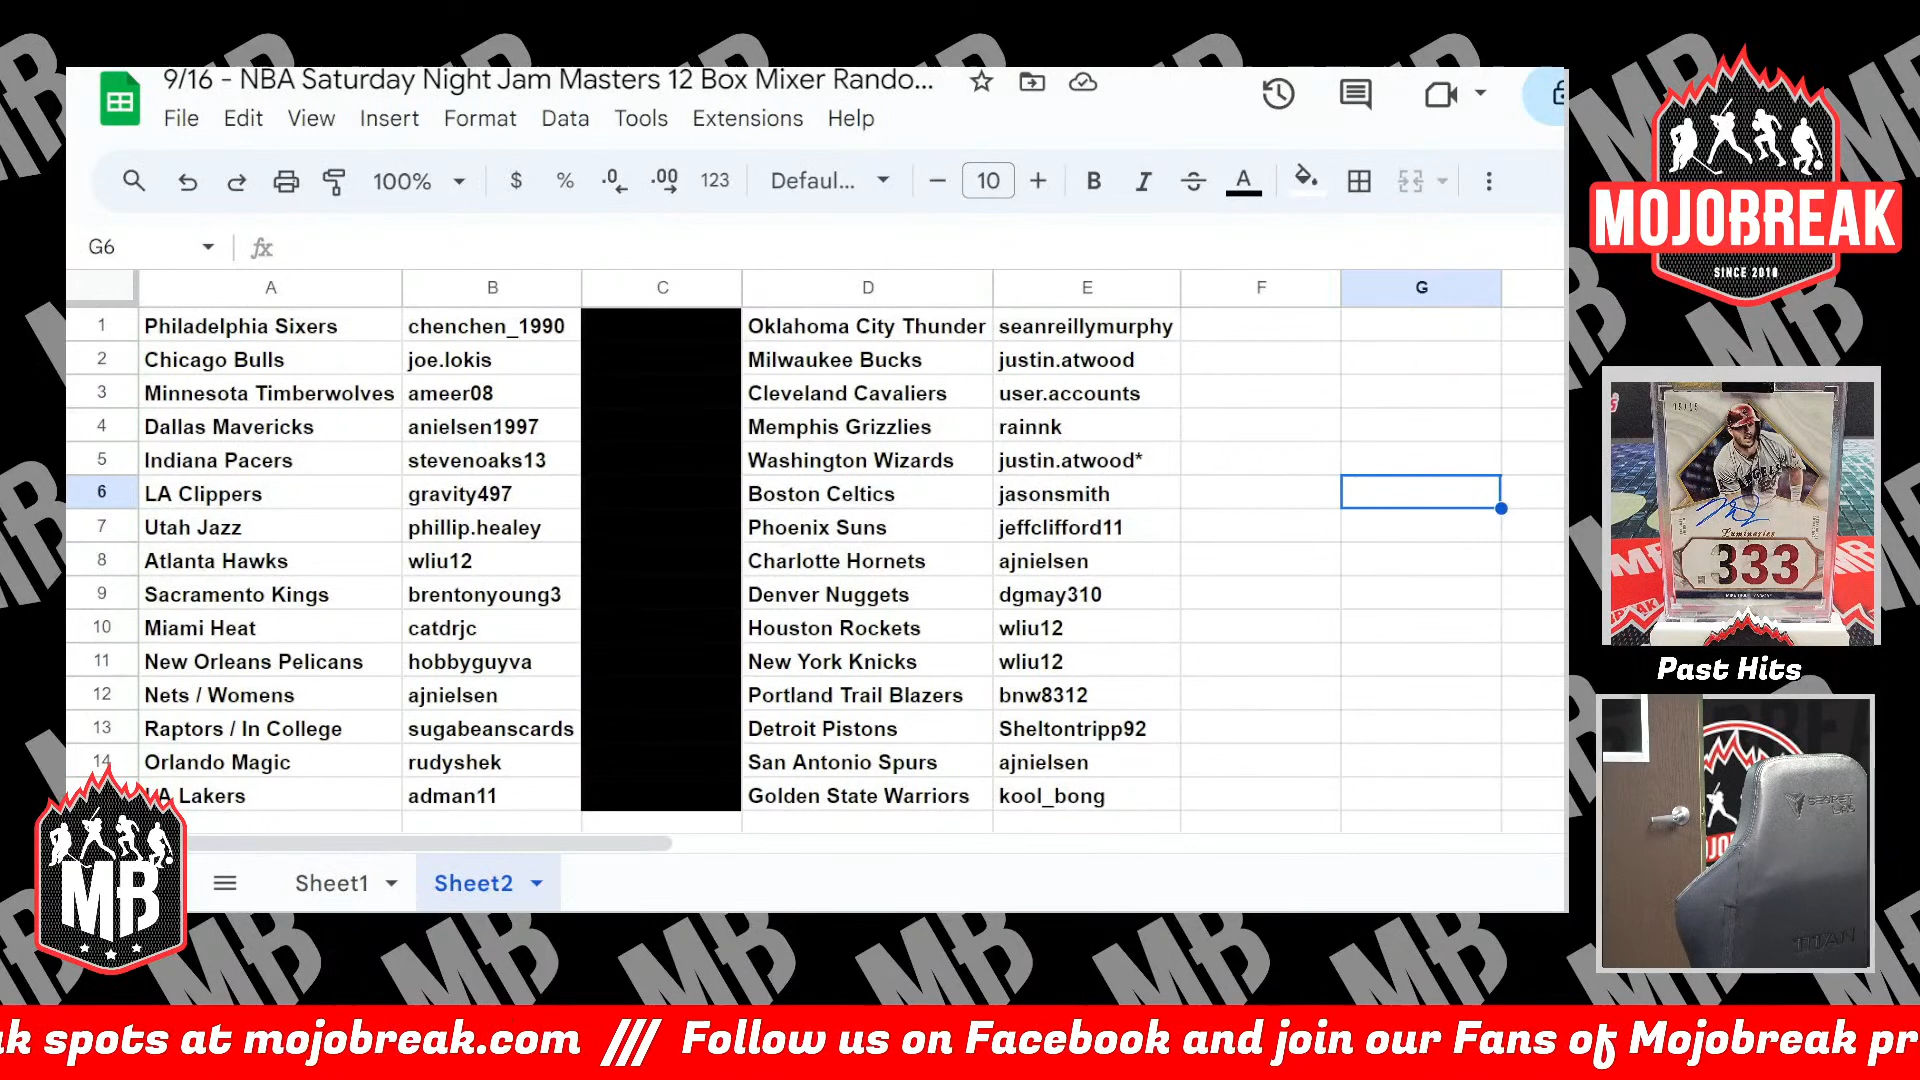 9/16 - NBA Saturday Night Jam Masters 12 Box Mixer Rando...
File Edit View Insert Format Data Tools Extensions Help
100% $ % .0 .00 123 Defaul... 10 B I A
G6 fx
A B C D E F G
1 Philadelphia Sixers chenchen_1990 Oklahoma City Thunder seanreillymurphy
2 Chicago Bulls joe.lokis Milwaukee Bucks justin.atwood
3 Minnesota Timberwolves ameer08 Cleveland Cavaliers user.accounts
4 Dallas Mavericks anielsen1997 Memphis Grizzlies rainnk
5 Indiana Pacers stevenoaks13 Washington Wizards justin.atwood*
6 LA Clippers gravity497 Boston Celtics jasonsmith
7 Utah Jazz phillip.healey Phoenix Suns jeffclifford11
8 Atlanta Hawks wliu12 Charlotte Hornets ajnielsen
9 Sacramento Kings brentonyoung3 Denver Nuggets dgmay310
10 Miami Heat catdrjc Houston Rockets wliu12
11 New Orleans Pelicans hobbyguyva New York Knicks wliu12
12 Nets / Womens ajnielsen Portland Trail Blazers bnw8312
13 Raptors / In College sugabeanscards Detroit Pistons Sheltontripp92
14 Orlando Magic rudyshek San Antonio Spurs ajnielsen
LA Lakers adman11 Golden State Warriors kool_bong
Sheet1 Sheet2
MB
MOJOBREAK
SINCE 2010
Luminaries
333
Past Hits
SECRET LAB
TITAN
ak spots at mojobreak.com /// Follow us on Facebook and join our Fans of Mojobreak pr